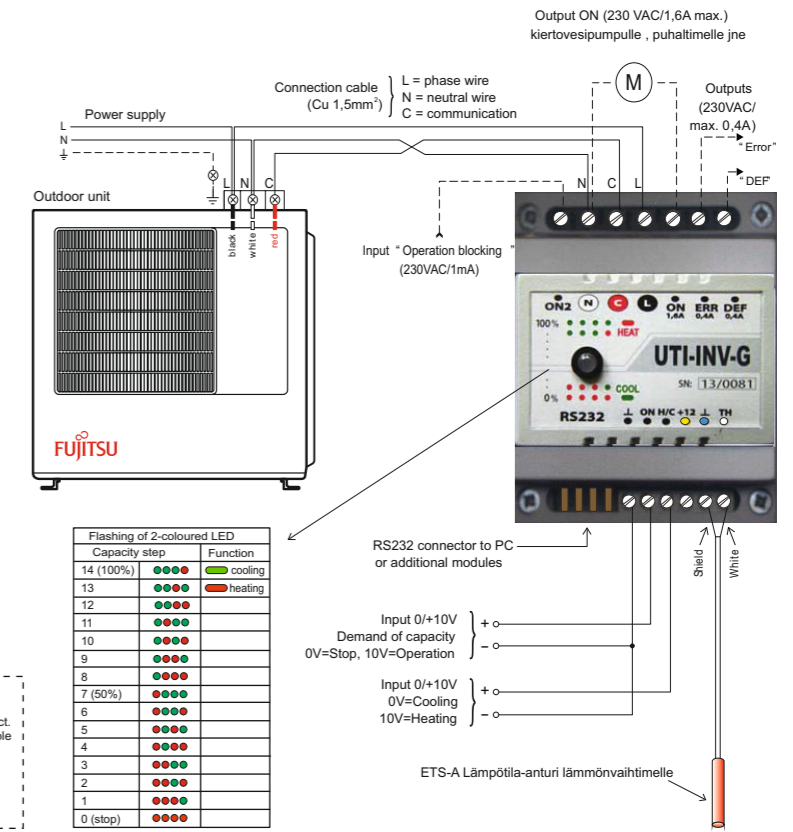 Output ON (230 VAC/1,6A max.)
kiertovesipumpulle , puhaltimelle jne
Connection cable
(Cu 1,5mm²)
L = phase wire
N = neutral wire
C = communication
M
Outputs
(230VAC/
max. 0,4A)
"Error"
"DEF"
Power supply
L
N
Outdoor unit
L N C
black
white
red
N C L
Input " Operation blocking "
(230VAC/1mA)
FUJITSU
ON2 N C L ON ERR DEF
1,6A 0,4A 0,4A
100%
HEAT
UTI-INV-G
SN: 13/0081
COOL
0%
RS232
⊥ ON H/C +12 ⊥ TH
Flashing of 2-coloured LED
Capacity step Function
14 (100%) cooling
13 heating
12
11
10
9
8
7 (50%)
6
5
4
3
2
1
0 (stop)
RS232 connector to PC
or additional modules
Shield
White
Input 0/+10V
Demand of capacity
0V=Stop, 10V=Operation
+
-
Input 0/+10V
0V=Cooling
10V=Heating
+
-
ETS-A Lämpötila-anturi lämmönvaihtimelle